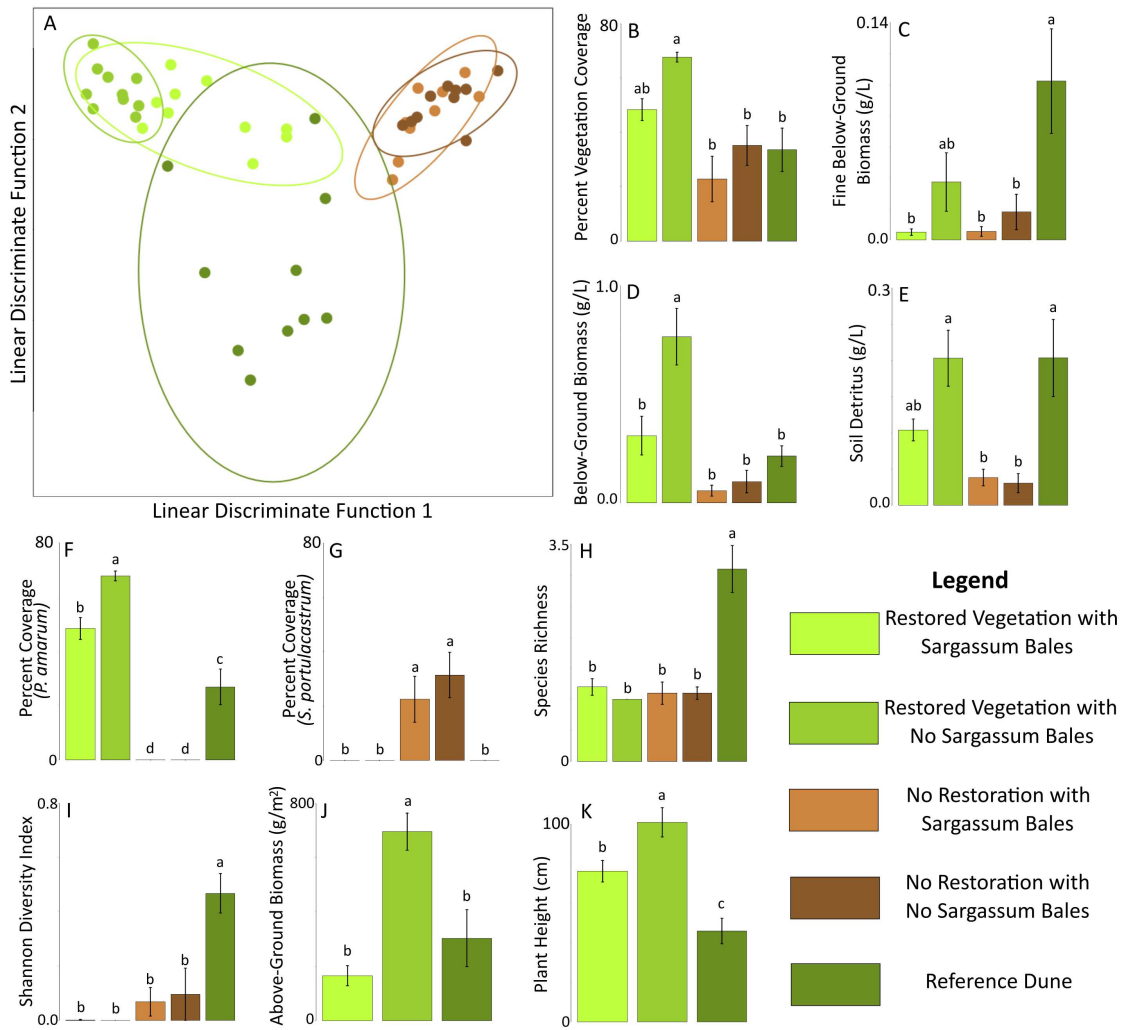 A
Linear Discriminate Function 2
Linear Discriminate Function 1
B
Percent Vegetation Coverage
80
0
ab
a
b
b
b
C
Fine Below-Ground
Biomass (g/L)
0.14
0.0
b
ab
b
b
a
D
Below-Ground Biomass (g/L)
1.0
0.0
b
a
b
b
b
E
Soil Detritus (g/L)
0.3
0.0
ab
a
b
b
a
F
Percent Coverage
(P. amarum)
80
0
b
a
d
d
c
G
Percent Coverage
(S. portulacastrum)
80
0
b
b
a
a
b
H
Species Richness
3.5
0
b
b
b
b
a
I
Shannon Diversity Index
0.8
0.0
b
b
b
b
a
J
Above-Ground Biomass (g/m²)
800
0
b
a
b
K
Plant Height (cm)
100
0
b
a
c
Legend
Restored Vegetation with
Sargassum Bales
Restored Vegetation with
No Sargassum Bales
No Restoration with
Sargassum Bales
No Restoration with
No Sargassum Bales
Reference Dune